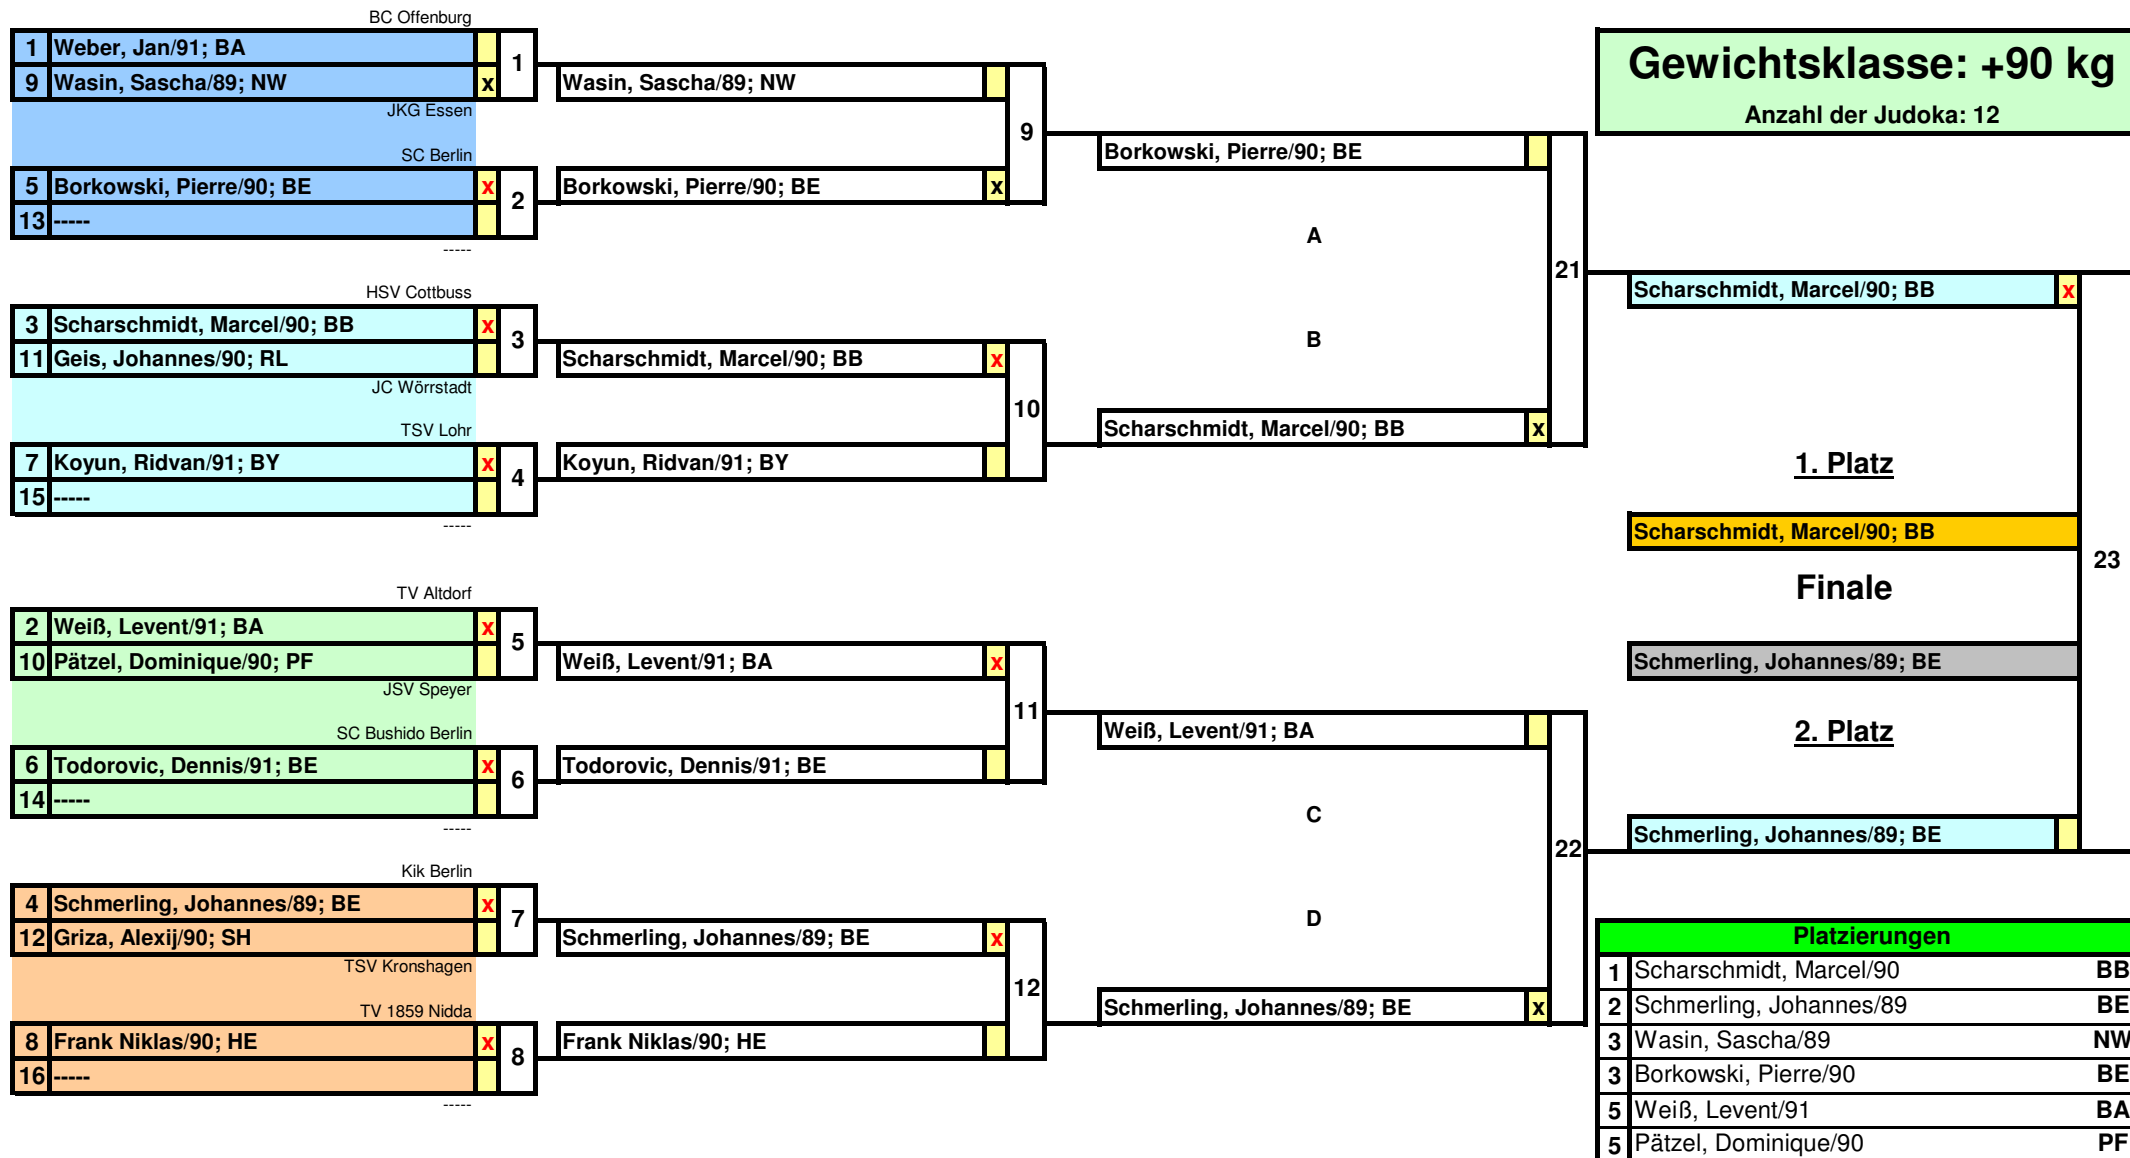 BC Offenburg
1 Weber, Jan/91; BA
9 Wasin, Sascha/89; NW x
1
JKG Essen
SC Berlin
5 Borkowski, Pierre/90; BE x
13 -----
2
-----
HSV Cottbuss
3 Scharschmidt, Marcel/90; BB x
11 Geis, Johannes/90; RL
3
JC Wörrstadt
TSV Lohr
7 Koyun, Ridvan/91; BY x
15 -----
4
-----
TV Altdorf
2 Weiß, Levent/91; BA x
10 Pätzel, Dominique/90; PF
5
JSV Speyer
SC Bushido Berlin
6 Todorovic, Dennis/91; BE x
14 -----
6
-----
Kik Berlin
4 Schmerling, Johannes/89; BE x
12 Griza, Alexij/90; SH
7
TSV Kronshagen
TV 1859 Nidda
8 Frank Niklas/90; HE x
16 -----
8
-----
Wasin, Sascha/89; NW
9
Borkowski, Pierre/90; BE x
Scharschmidt, Marcel/90; BB x
10
Koyun, Ridvan/91; BY
Weiß, Levent/91; BA x
11
Todorovic, Dennis/91; BE
Schmerling, Johannes/89; BE x
12
Frank Niklas/90; HE
Borkowski, Pierre/90; BE
A
21
B
Scharschmidt, Marcel/90; BB x
Weiß, Levent/91; BA
C
22
D
Schmerling, Johannes/89; BE x
Gewichtsklasse: +90 kg
Anzahl der Judoka: 12
Scharschmidt, Marcel/90; BB x
1. Platz
Scharschmidt, Marcel/90; BB
23
Finale
Schmerling, Johannes/89; BE
2. Platz
Schmerling, Johannes/89; BE
Platzierungen
1 Scharschmidt, Marcel/90 BB
2 Schmerling, Johannes/89 BE
3 Wasin, Sascha/89 NW
3 Borkowski, Pierre/90 BE
5 Weiß, Levent/91 BA
5 Pätzel, Dominique/90 PF